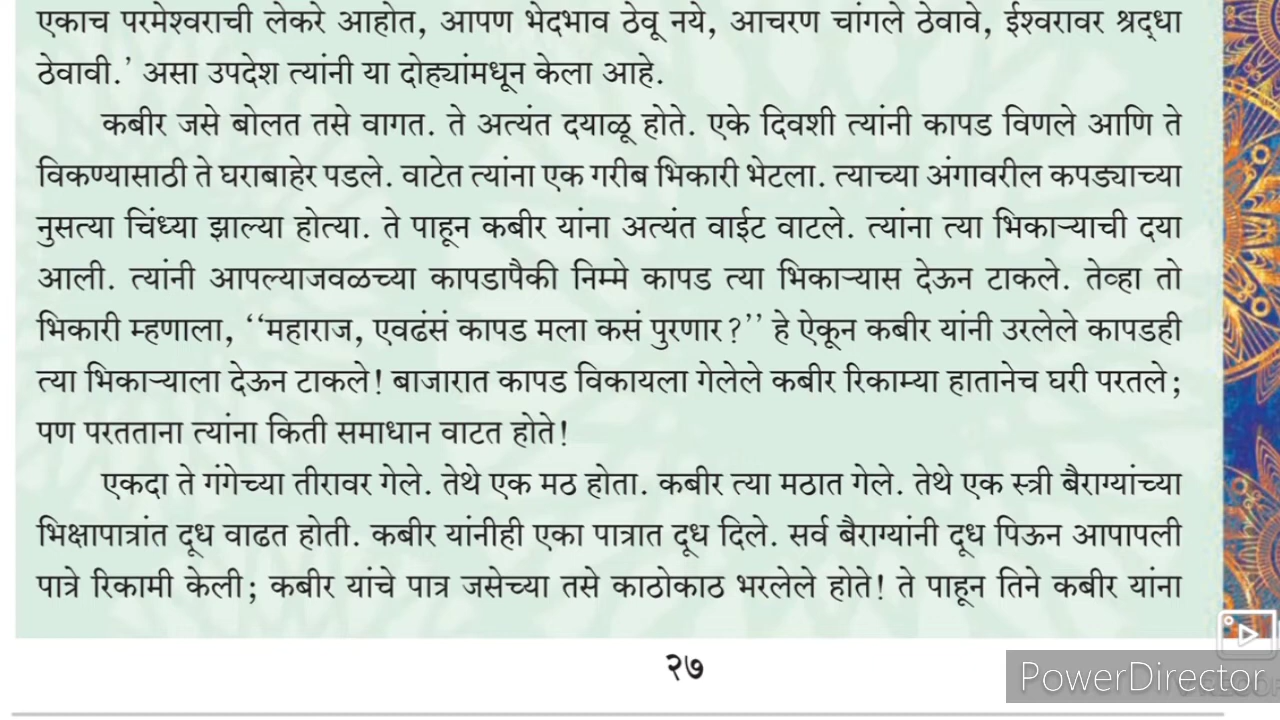 एकाच परमेश्वराची लेकरे आहोत, आपण भेदभाव ठेवू नये, आचरण चांगले ठेवावे, ईश्वरावर श्रद्धा
ठेवावी.’ असा उपदेश त्यांनी या दोह्यांमधून केला आहे.
कबीर जसे बोलत तसे वागत. ते अत्यंत दयाळू होते. एके दिवशी त्यांनी कापड विणले आणि ते
विकण्यासाठी ते घराबाहेर पडले. वाटेत त्यांना एक गरीब भिकारी भेटला. त्याच्या अंगावरील कपड्याच्या
नुसत्या चिंध्या झाल्या होत्या. ते पाहून कबीर यांना अत्यंत वाईट वाटले. त्यांना त्या भिकाऱ्याची दया
आली. त्यांनी आपल्याजवळच्या कापडापैकी निम्मे कापड त्या भिकाऱ्यास देऊन टाकले. तेव्हा तो
भिकारी म्हणाला, ‘‘महाराज, एवढंसं कापड मला कसं पुरणार?’’ हे ऐकून कबीर यांनी उरलेले कापडही
त्या भिकाऱ्याला देऊन टाकले! बाजारात कापड विकायला गेलेले कबीर रिकाम्या हातानेच घरी परतले;
पण परतताना त्यांना किती समाधान वाटत होते!
एकदा ते गंगेच्या तीरावर गेले. तेथे एक मठ होता. कबीर त्या मठात गेले. तेथे एक स्त्री बैराग्यांच्या
भिक्षापात्रांत दूध वाढत होती. कबीर यांनीही एका पात्रात दूध दिले. सर्व बैराग्यांनी दूध पिऊन आपापली
पात्रे रिकामी केली; कबीर यांचे पात्र जसेच्या तसे काठोकाठ भरलेले होते! ते पाहून तिने कबीर यांना
२७
PowerDirector